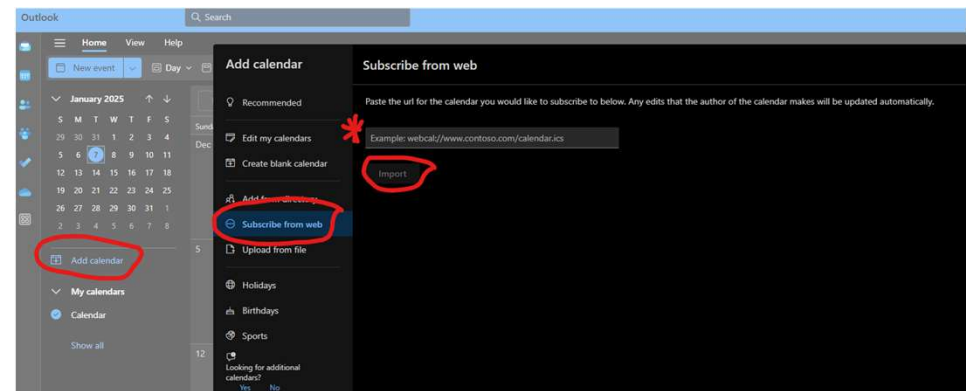 Outlook
Search
Home View Help
New event
Day
January 2025
S M T W T F S
29 30 31 1 2 3 4
5 6 7 8 9 10 11
12 13 14 15 16 17 18
19 20 21 22 23 24 25
26 27 28 29 30 31 1
2 3 4 5 6 7 8
Add calendar
My calendars
Calendar
Show all
Sund
Dec
5
12
Add calendar
Recommended
Edit my calendars
Create blank calendar
Add from directory
Subscribe from web
Upload from file
Holidays
Birthdays
Sports
Looking for additional
calendars?
Yes No
Subscribe from web
Paste the url for the calendar you would like to subscribe to below. Any edits that the author of the calendar makes will be updated automatically.
Example: webcal://www.contoso.com/calendar.ics
Import